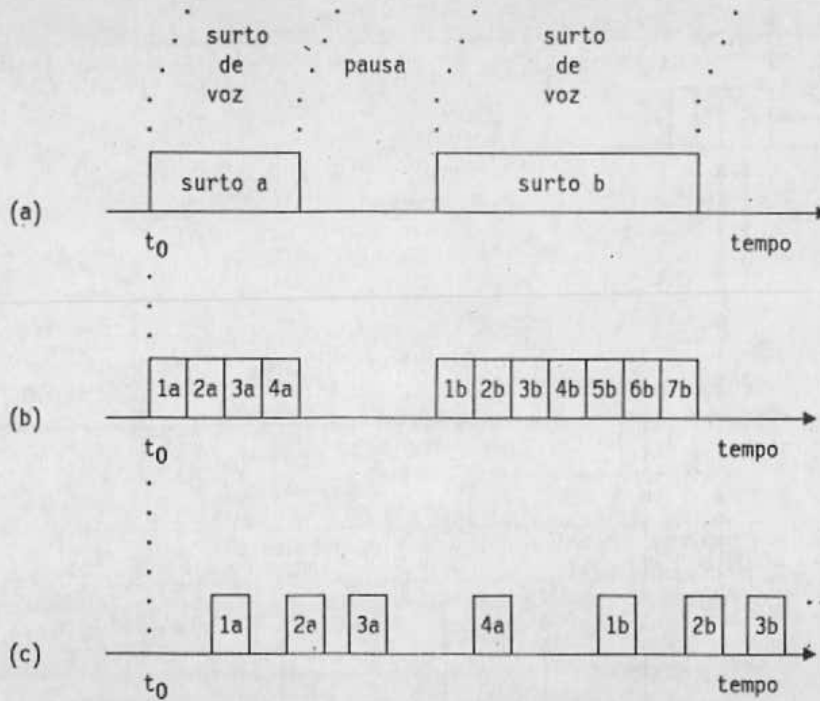 surto surto
de pausa de
voz voz
surto a surto b
(a)
t0 tempo
1a 2a 3a 4a 1b 2b 3b 4b 5b 6b 7b
(b)
t0 tempo
1a 2a 3a 4a 1b 2b 3b
(c)
t0 tempo